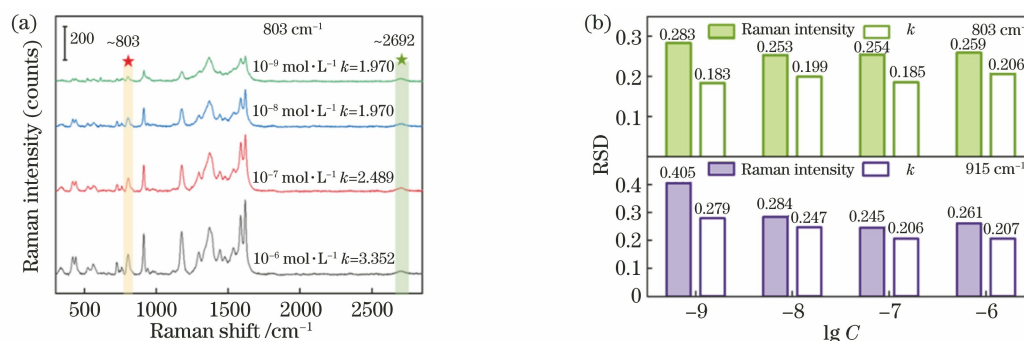 (a)
200
~803
803 cm⁻¹
~2692
10⁻⁹ mol·L⁻¹ k=1.970
10⁻⁸ mol·L⁻¹ k=1.970
10⁻⁷ mol·L⁻¹ k=2.489
10⁻⁶ mol·L⁻¹ k=3.352
Raman intensity (counts)
500 1000 1500 2000 2500
Raman shift /cm⁻¹
(b)
Raman intensity k 803 cm⁻
0.3
0.2
0.1
0.283 0.183 0.253 0.199 0.254 0.185 0.259 0.206
RSD
Raman intensity k 915 cm⁻¹
0.4
0.3
0.2
0.1
0
0.405 0.279 0.284 0.247 0.245 0.206 0.261 0.207
−9 −8 −7 −6
lg C